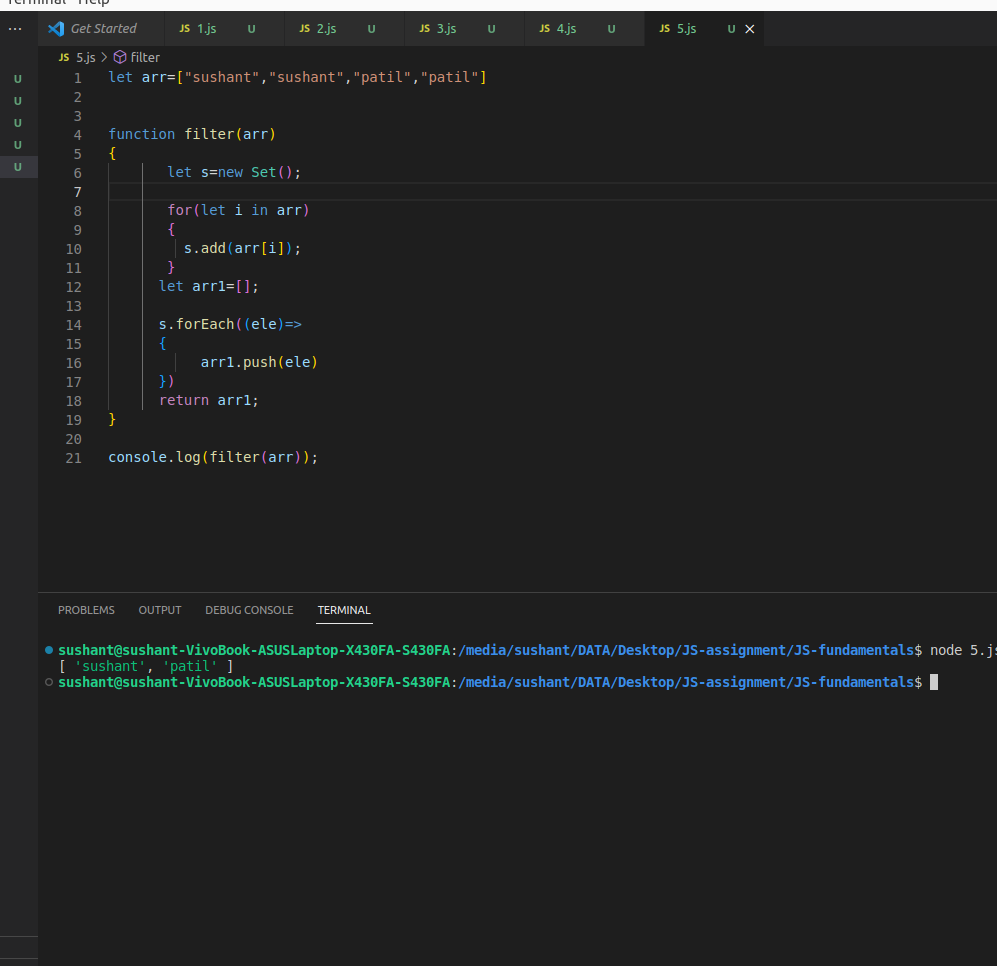 Terminal Help
... Get Started JS 1.js U JS 2.js U JS 3.js U JS 4.js U JS 5.js U ×
JS 5.js > filter
U
U
U
U
U
1 let arr=["sushant","sushant","patil","patil"]
2
3
4 function filter(arr)
5 {
6 let s=new Set();
7
8 for(let i in arr)
9 {
10 s.add(arr[i]);
11 }
12 let arr1=[];
13
14 s.forEach((ele)=>
15 {
16 arr1.push(ele)
17 })
18 return arr1;
19 }
20
21 console.log(filter(arr));
PROBLEMS OUTPUT DEBUG CONSOLE TERMINAL
sushant@sushant-VivoBook-ASUSLaptop-X430FA-S430FA:/media/sushant/DATA/Desktop/JS-assignment/JS-fundamentals$ node 5.js
[ 'sushant', 'patil' ]
sushant@sushant-VivoBook-ASUSLaptop-X430FA-S430FA:/media/sushant/DATA/Desktop/JS-assignment/JS-fundamentals$